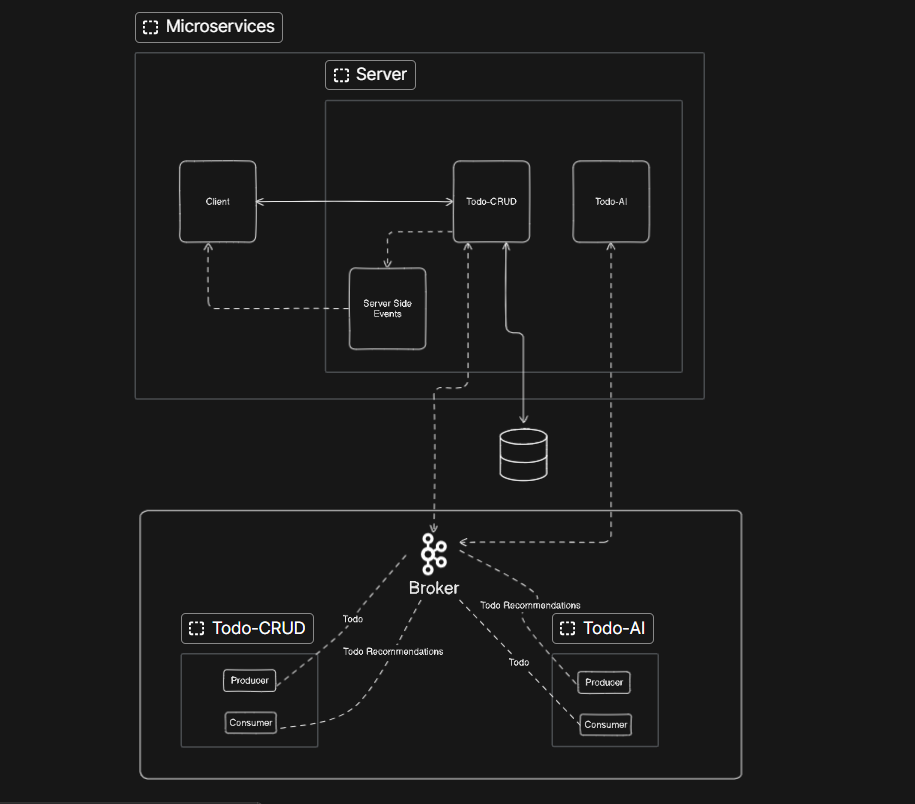 Microservices
Server
Client
Todo-CRUD
Todo-AI
Server Side
Events
Broker
Todo Recommendations
Todo
Todo-CRUD
Todo-AI
Todo Recommendations
Todo
Producer
Producer
Consumer
Consumer